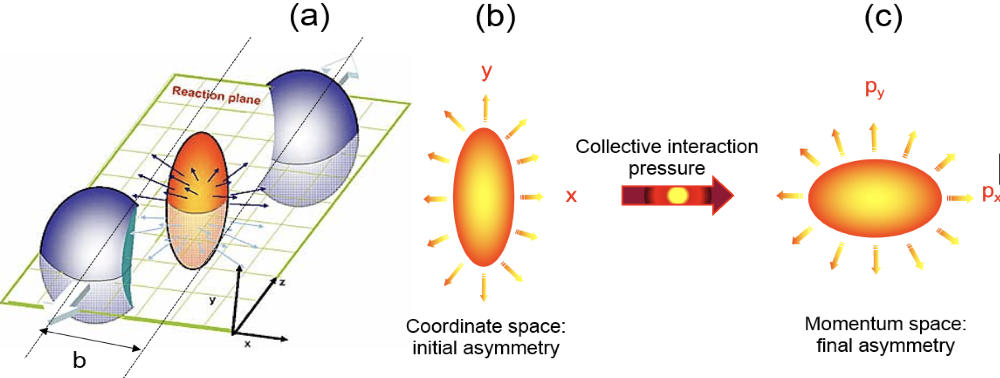 (a)
Reaction plane
y
z
x
b
(b)
y
x
Coordinate space:
initial asymmetry
Collective interaction
pressure
(c)
py
px
Momentum space:
final asymmetry